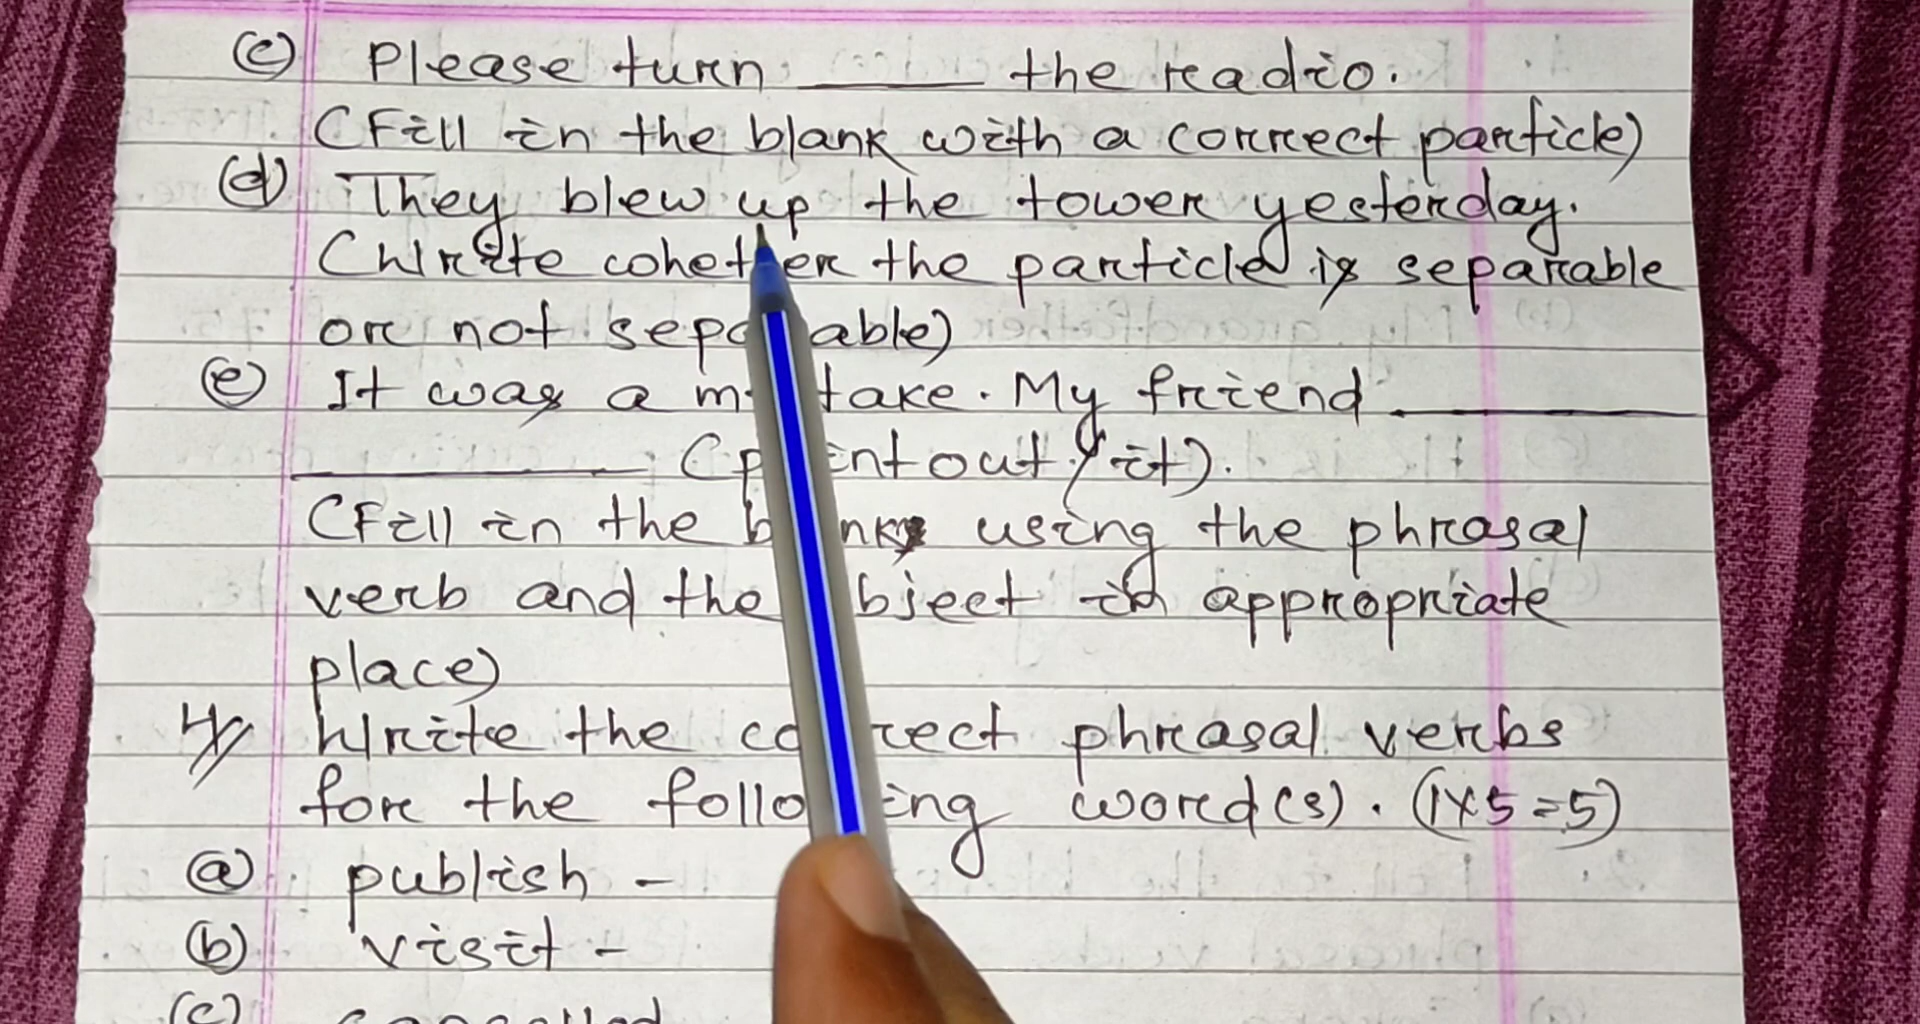 (c) Please turn ______ the radio.
(Fill in the blank with a correct particle)
(d) They blew up the tower yesterday.
(Write whether the particle is separable
or not separable)
(e) It was a mistake. My friend ______
______ (point out / it).
(Fill in the blanks using the phrasal
verb and the object in appropriate
place)
4// Write the correct phrasal verbs
for the following word(s). (1x5=5)
(a) publish -
(b) visit -
(c) cancelled